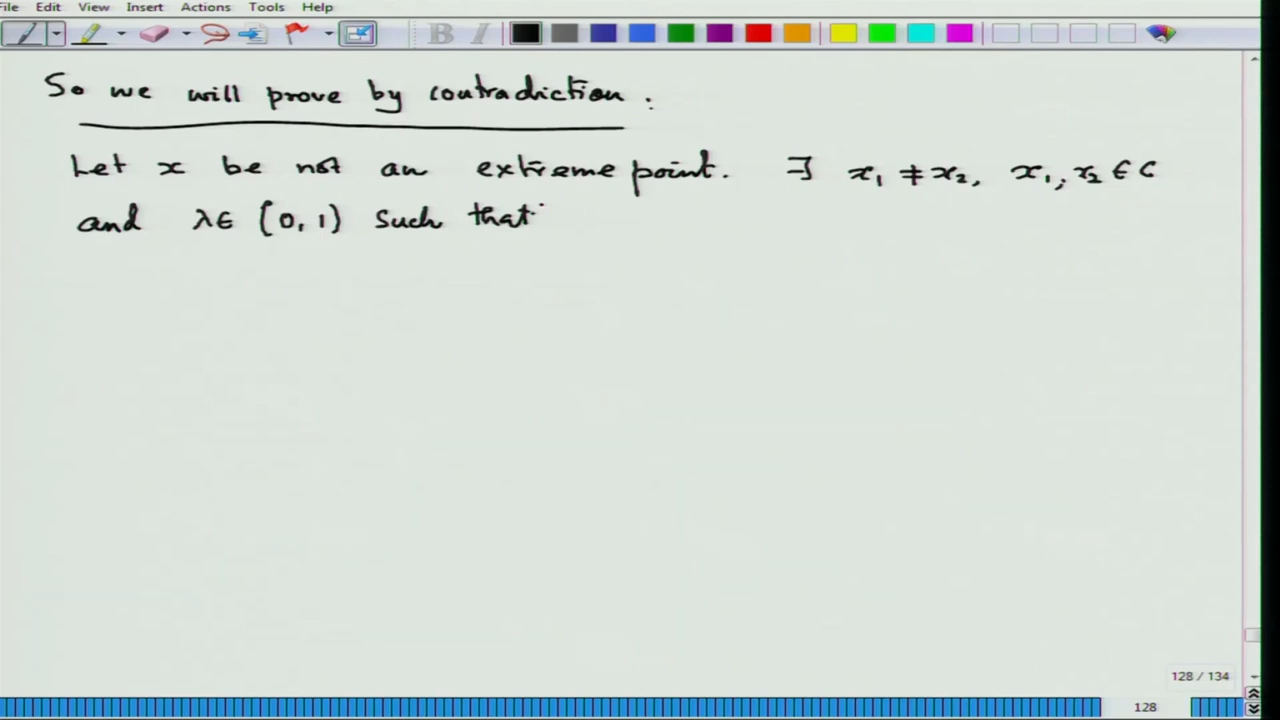 File Edit View Insert Actions Tools Help
B I
So we will prove by contradiction.
Let x be not an extreme point. ∃ x₁ ≠ x₂, x₁, x₂ ∈ C
and λ ∈ (0, 1) such that
128 / 134
128